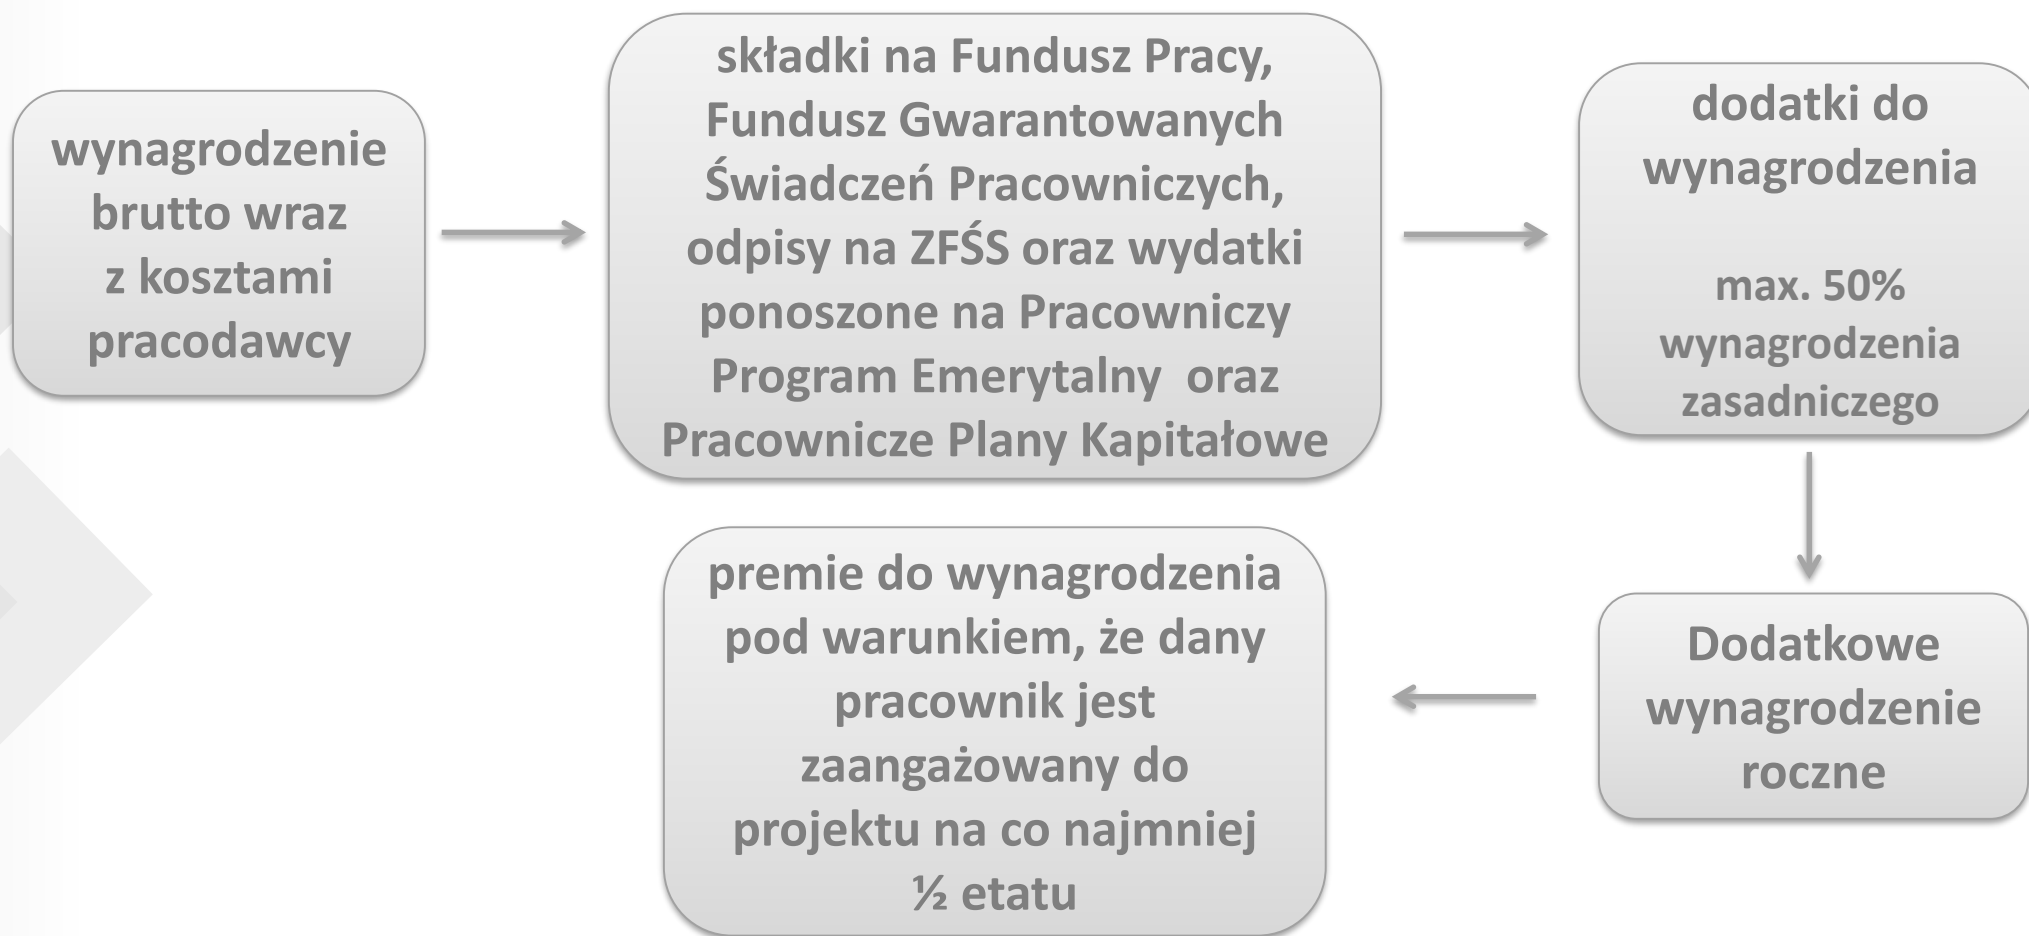 wynagrodzenie
brutto wraz
z kosztami
pracodawcy
składki na Fundusz Pracy,
Fundusz Gwarantowanych
Świadczeń Pracowniczych,
odpisy na ZFŚS oraz wydatki
ponoszone na Pracowniczy
Program Emerytalny oraz
Pracownicze Plany Kapitałowe
dodatki do
wynagrodzenia
max. 50%
wynagrodzenia
zasadniczego
Dodatkowe
wynagrodzenie
roczne
premie do wynagrodzenia
pod warunkiem, że dany
pracownik jest
zaangażowany do
projektu na co najmniej
½ etatu